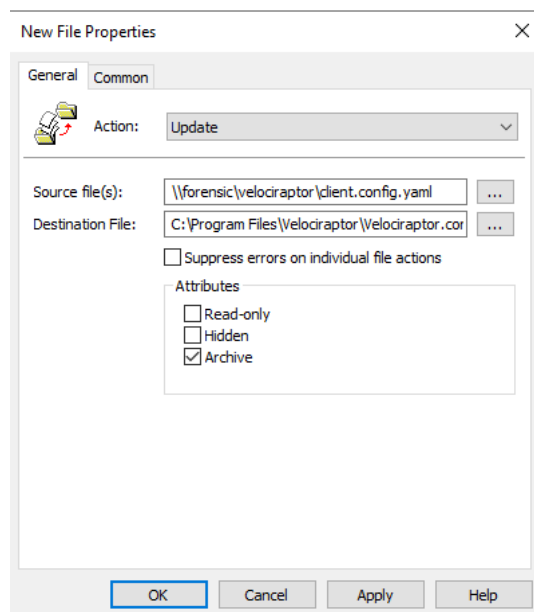 New File Properties
General Common
Action: Update
Source file(s): \\forensic\velociraptor\client.config.yaml ...
Destination File: C:\Program Files\Velociraptor\Velociraptor.cor ...
Suppress errors on individual file actions
Attributes
Read-only
Hidden
Archive
OK Cancel Apply Help